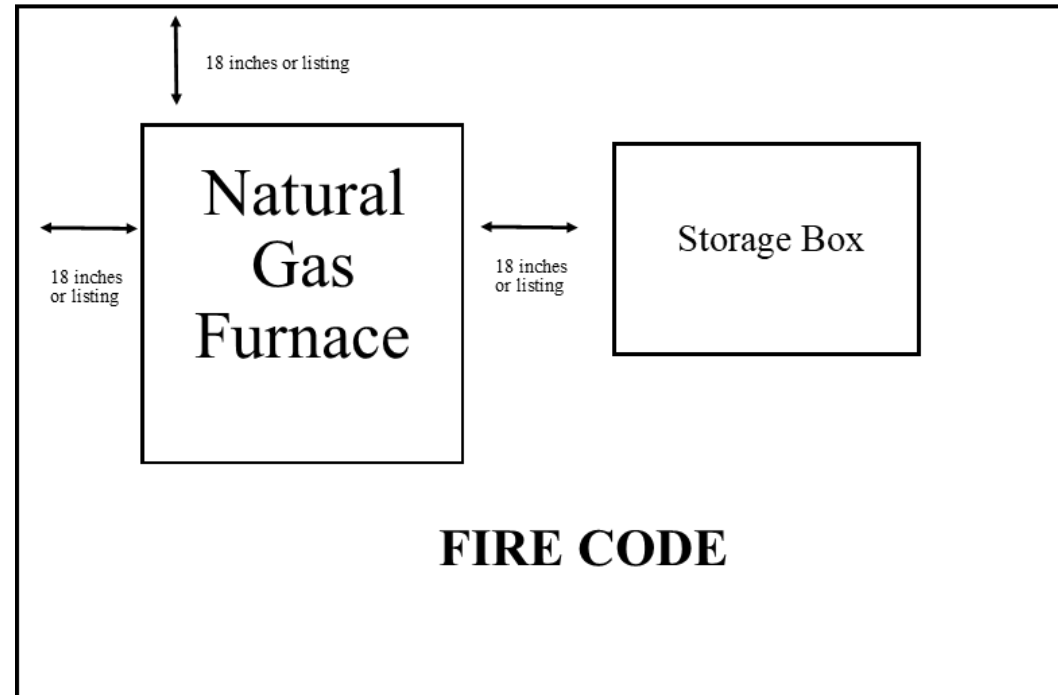 18 inches or listing
Natural
Gas
Furnace
18 inches
or listing
18 inches
or listing
Storage Box
FIRE CODE